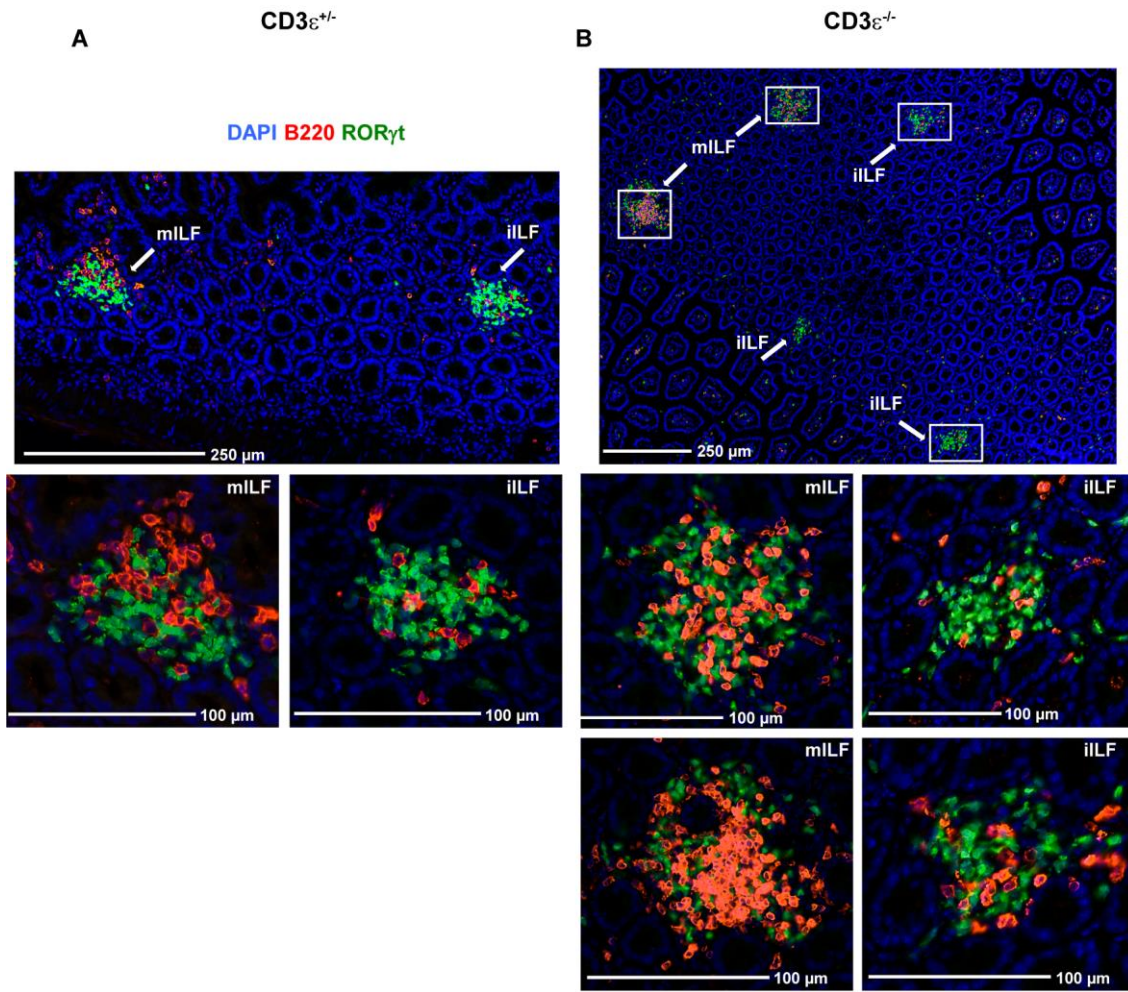 CD3ε+/-
A
DAPI B220 RORγt
mILF
iILF
250 µm
mILF
100 µm
iILF
100 µm
CD3ε-/-
B
mILF
iILF
iILF
iILF
250 µm
mILF
100 µm
iILF
100 µm
mILF
100 µm
iILF
100 µm